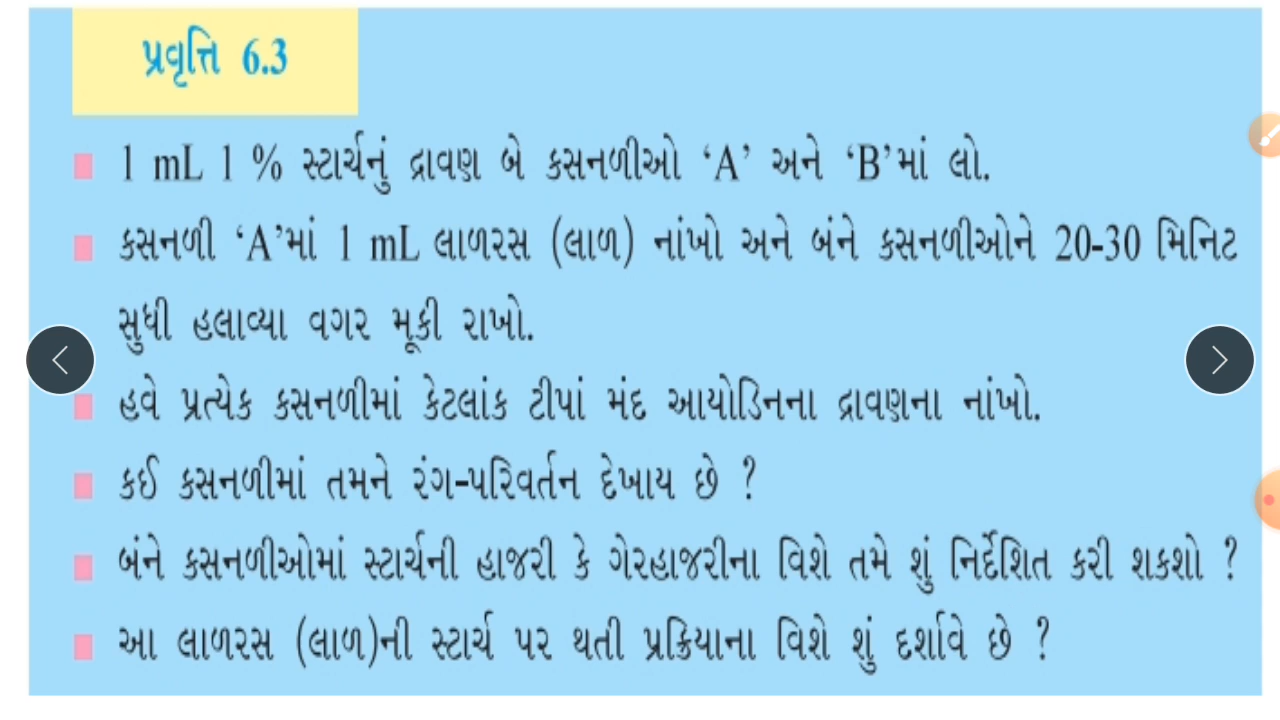 પ્રવૃત્તિ 6.3
1 mL 1 % સ્ટાર્ચનું દ્રાવણ બે કસનળીઓ ‘A’ અને ‘B’માં લો.
કસનળી ‘A’માં 1 mL લાળરસ (લાળ) નાંખો અને બંને કસનળીઓને 20-30 મિનિટ
સુધી હલાવ્યા વગર મૂકી રાખો.
હવે પ્રત્યેક કસનળીમાં કેટલાંક ટીપાં મંદ આયોડિનના દ્રાવણના નાંખો.
કઈ કસનળીમાં તમને રંગ-પરિવર્તન દેખાય છે ?
બંને કસનળીઓમાં સ્ટાર્ચની હાજરી કે ગેરહાજરીના વિશે તમે શું નિર્દેશિત કરી શકશો ?
આ લાળરસ (લાળ)ની સ્ટાર્ચ પર થતી પ્રક્રિયાના વિશે શું દર્શાવે છે ?